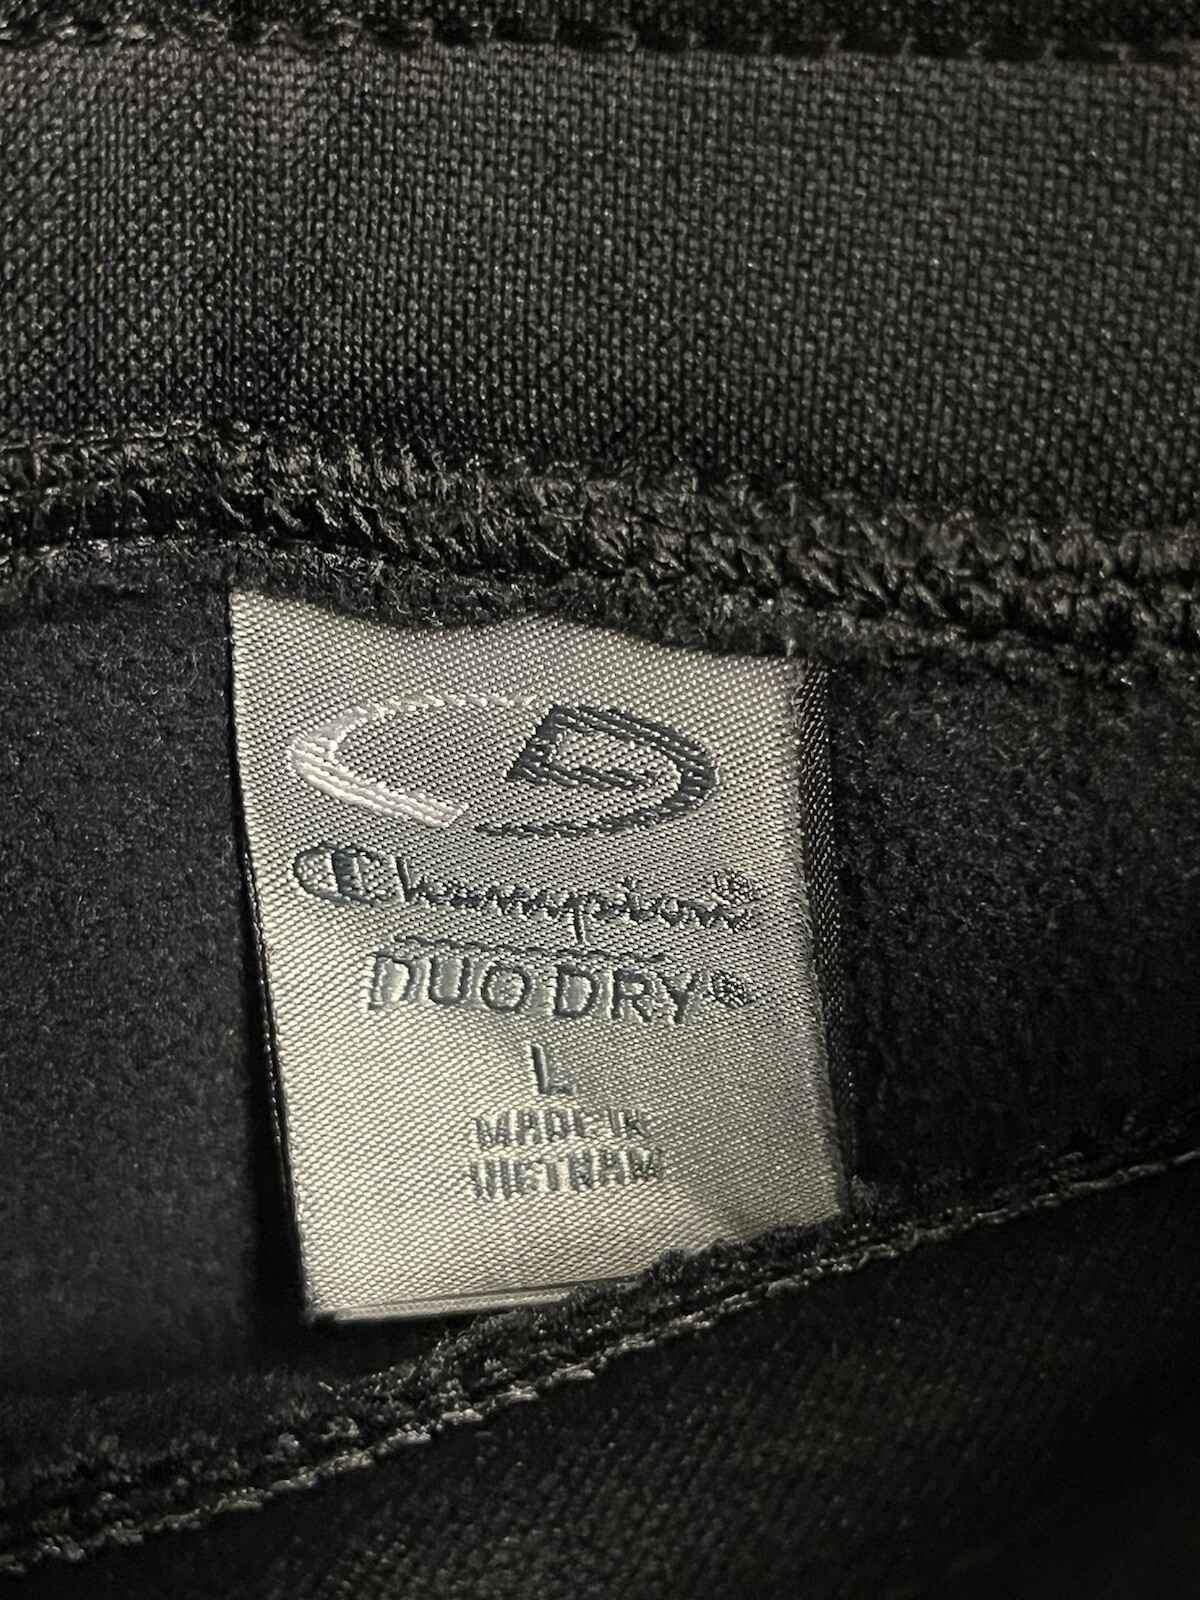 Champion®
DUO DRY®
L
MADE IN
VIETNAM